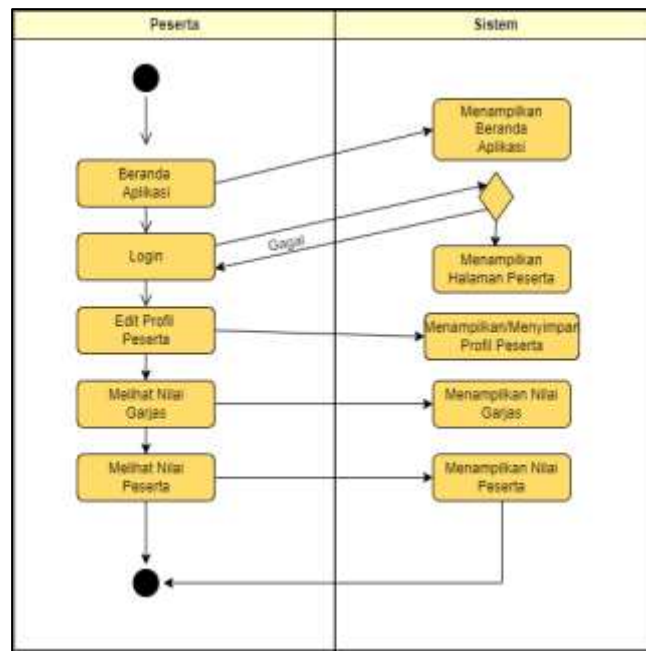 Peserta
Sistem
Menampilkan
Beranda
Aplikasi
Beranda
Aplikasi
Login
Gagal
Menampilkan
Halaman Peserta
Edit Profil
Peserta
Menampilkan/Menyimpan
Profil Peserta
Melihat Nilai
Garjas
Menampilkan Nilai
Garjas
Melihat Nilai
Peserta
Menampilkan Nilai
Peserta